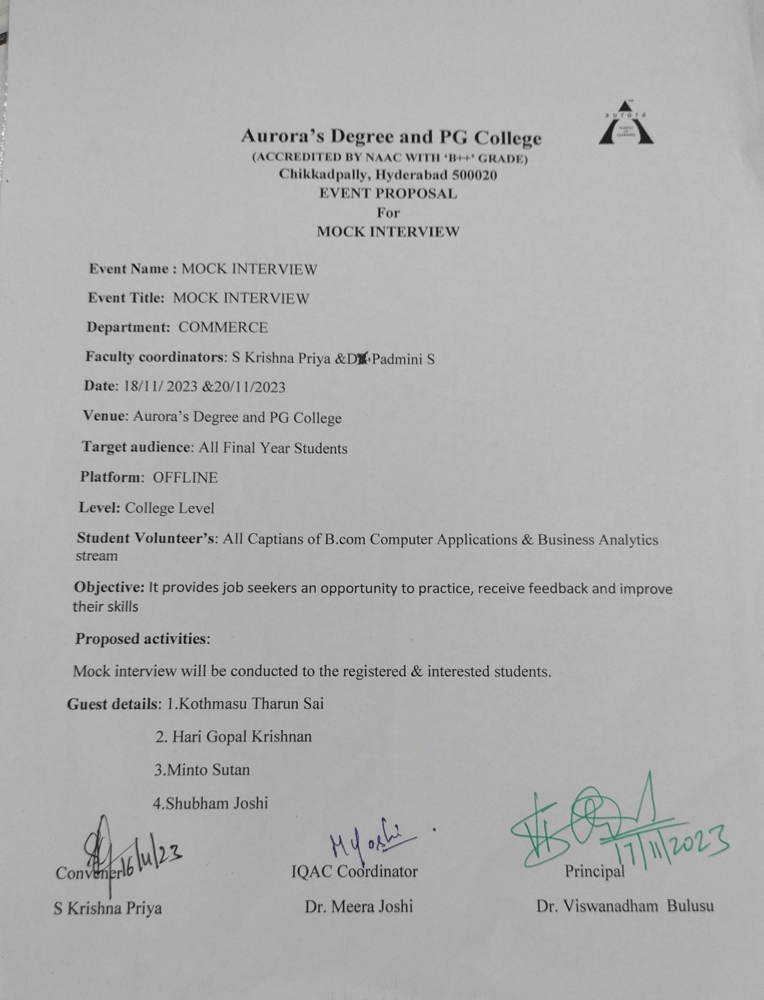 FOR
aurora
TEMPLE
OF
LEARNING
Aurora's Degree and PG College
(ACCREDITED BY NAAC WITH 'B++' GRADE)
Chikkadpally, Hyderabad 500020
EVENT PROPOSAL
For
MOCK INTERVIEW
Event Name : MOCK INTERVIEW
Event Title: MOCK INTERVIEW
Department: COMMERCE
Faculty coordinators: S Krishna Priya &D Padmini S
Date: 18/11/ 2023 &20/11/2023
Venue: Aurora's Degree and PG College
Target audience: All Final Year Students
Platform: OFFLINE
Level: College Level
Student Volunteer's: All Captians of B.com Computer Applications & Business Analytics
stream
Objective: It provides job seekers an opportunity to practice, receive feedback and improve
their skills
Proposed activities:
Mock interview will be conducted to the registered & interested students.
Guest details: 1.Kothmasu Tharun Sai
2. Hari Gopal Krishnan
3.Minto Sutan
4.Shubham Joshi
16/11/23
MJoshi
17/11/2023
Convener
IQAC Coordinator
Principal
S Krishna Priya
Dr. Meera Joshi
Dr. Viswanadham Bulusu